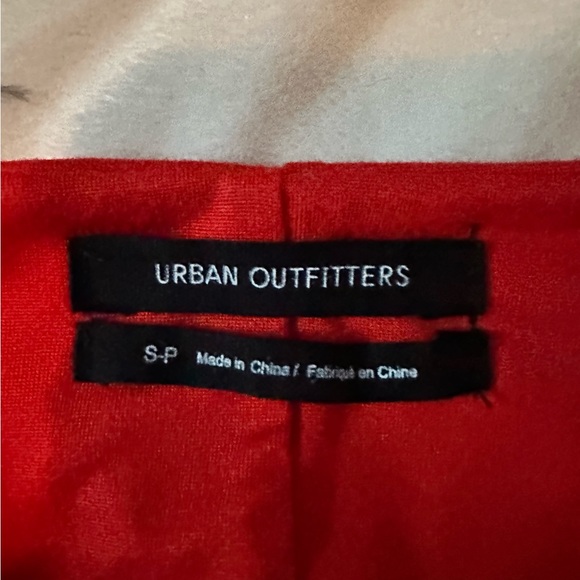 URBAN OUTFITTERS
S-P Made in China / Fabriqué en Chine